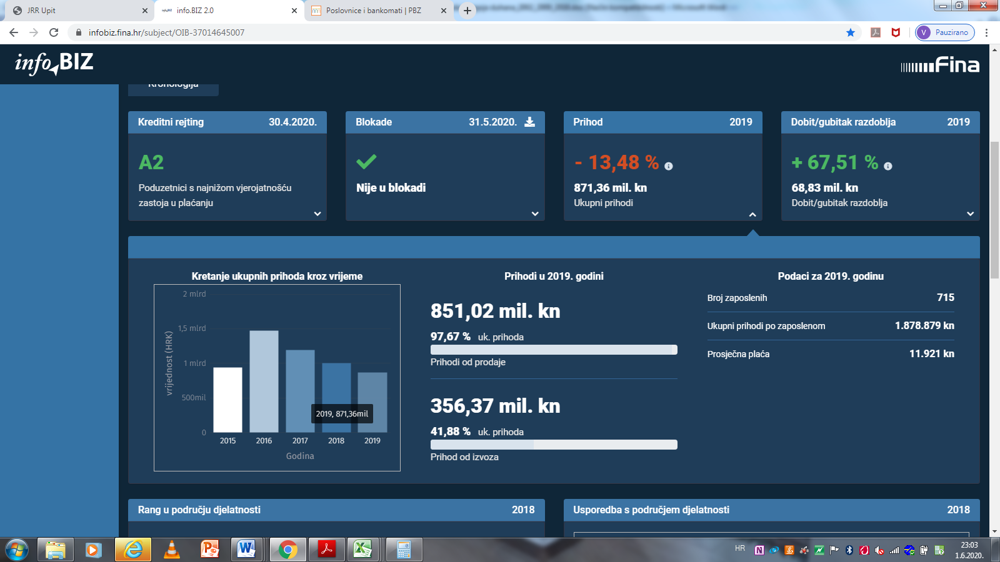 JRR Upit
info.BIZ 2.0
Poslovnice i bankomati | PBZ
infobiz.fina.hr/subject/OIB-37014645007
V
Pauzirano
info.BIZ
Fina
Kronologija
Kreditni rejting 30.4.2020.
A2
Poduzetnici s najnižom vjerojatnošću
zastoja u plaćanju
Blokade 31.5.2020.
Nije u blokadi
Prihod 2019
- 13,48 %
871,36 mil. kn
Ukupni prihodi
Dobit/gubitak razdoblja 2019
+ 67,51 %
68,83 mil. kn
Dobit/gubitak razdoblja
Kretanje ukupnih prihoda kroz vrijeme
vrijednost (HRK)
2 mlrd
1,5 mlrd
1 mlrd
500mil
0
2019, 871,36mil
2015 2016 2017 2018 2019
Godina
Prihodi u 2019. godini
851,02 mil. kn
97,67 % uk. prihoda
Prihodi od prodaje
356,37 mil. kn
41,88 % uk. prihoda
Prihod od izvoza
Podaci za 2019. godinu
Broj zaposlenih 715
Ukupni prihodi po zaposlenom 1.878.879 kn
Prosječna plaća 11.921 kn
Rang u području djelatnosti 2018
Usporedba s područjem djelatnosti 2018
HR
23:03
1.6.2020.